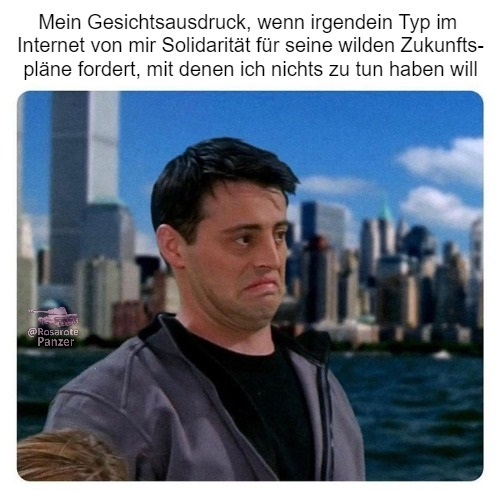 Mein Gesichtsausdruck, wenn irgendein Typ im
Internet von mir Solidarität für seine wilden Zukunfts-
pläne fordert, mit denen ich nichts zu tun haben will
@Rosarote
Panzer